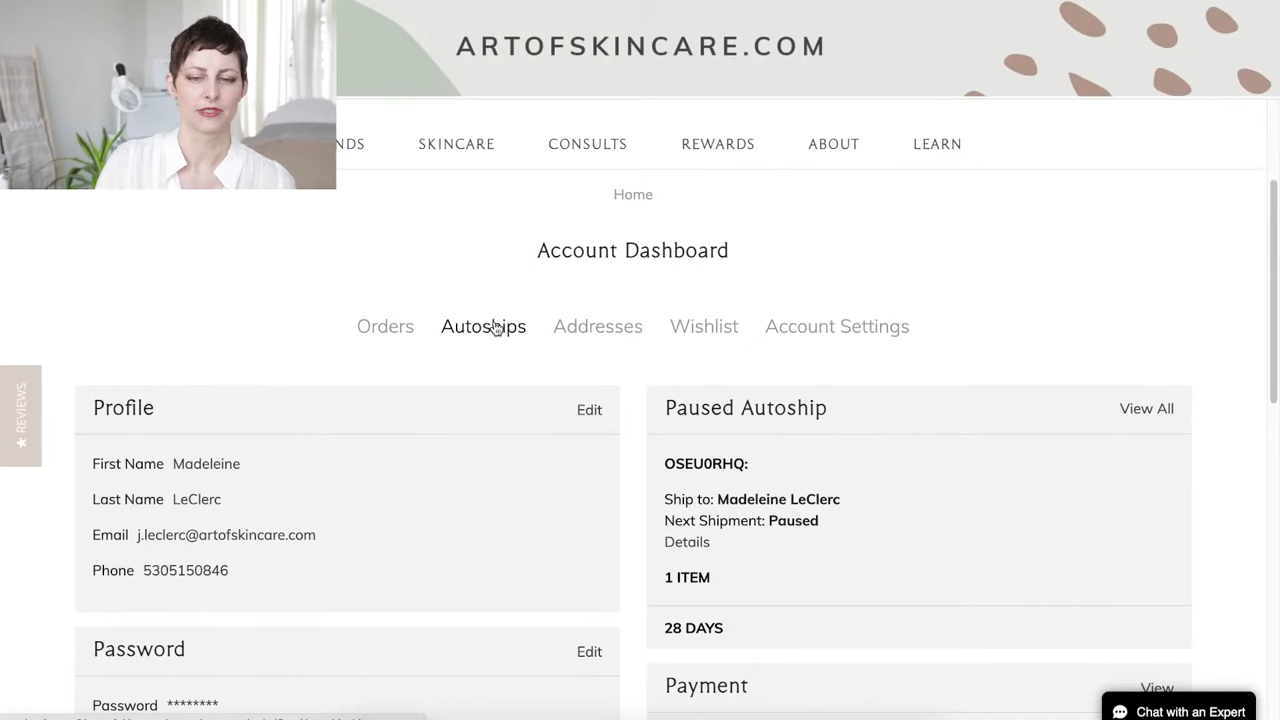 ARTOFSKINCARE.COM
NDS SKINCARE CONSULTS REWARDS ABOUT LEARN
Home
Account Dashboard
Orders Autoships Addresses Wishlist Account Settings
★ REVIEWS
Profile Edit
First Name Madeleine
Last Name LeClerc
Email j.leclerc@artofskincare.com
Phone 5305150846
Password Edit
Password ********
Paused Autoship View All
OSEU0RHQ:
Ship to: Madeleine LeClerc
Next Shipment: Paused
Details
1 ITEM
28 DAYS
Payment View
Chat with an Expert